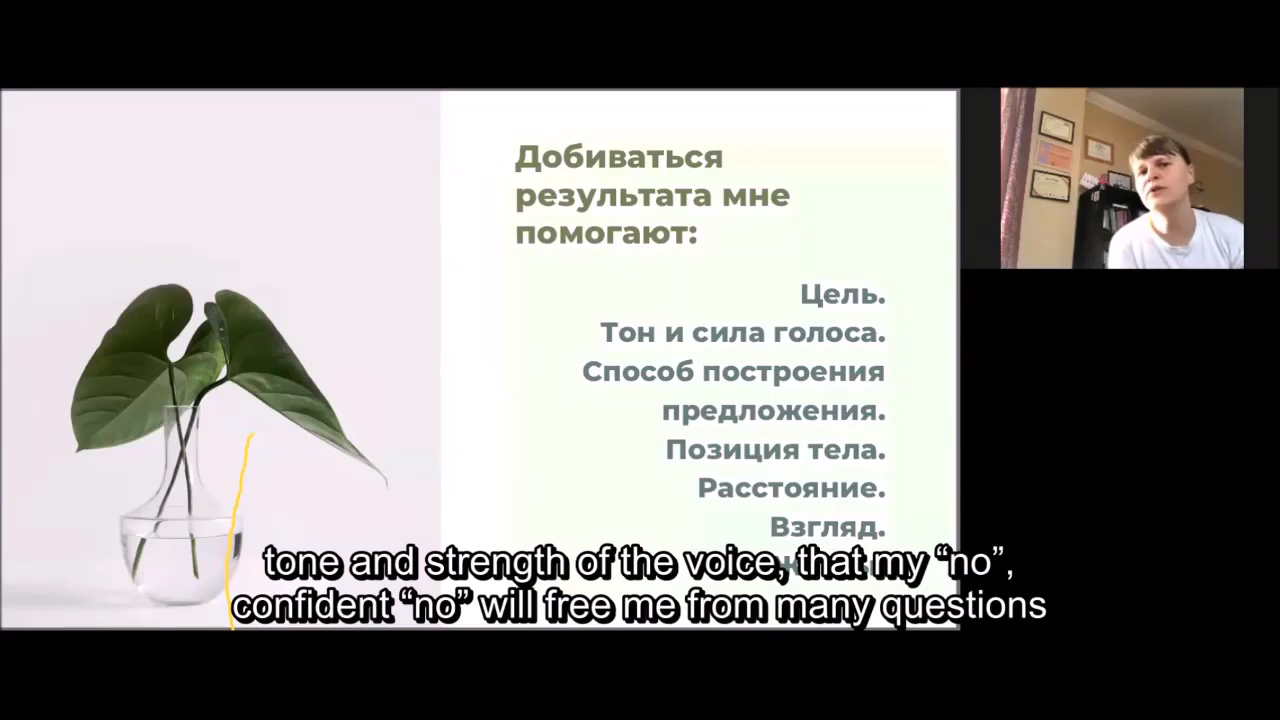 Добиваться
результата мне
помогают:
Цель.
Тон и сила голоса.
Способ построения
предложения.
Позиция тела.
Расстояние.
Взгляд.
tone and strength of the voice, that my “no”,
confident “no” will free me from many questions